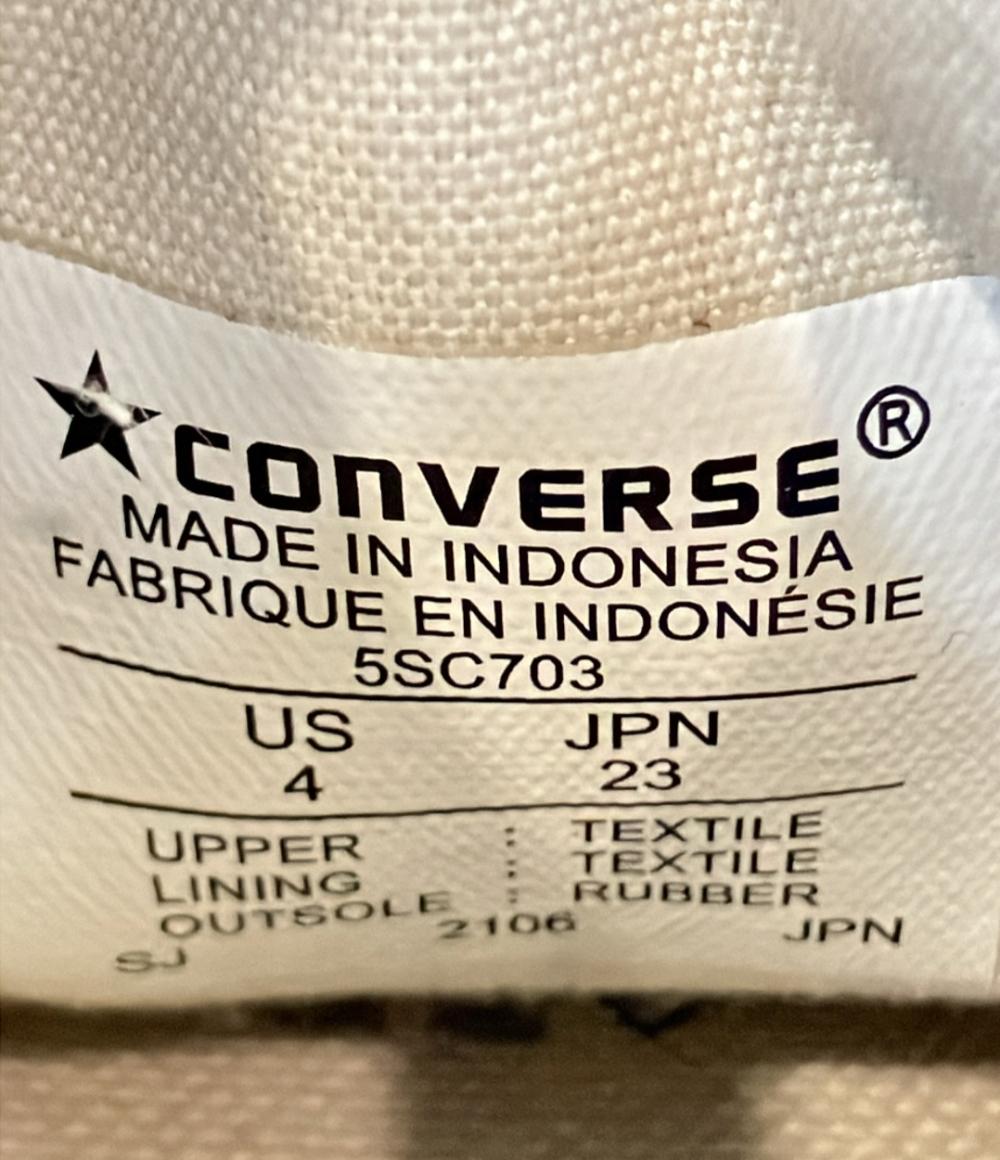 CONVERSE®
MADE IN INDONESIA
FABRIQUE EN INDONÉSIE
5SC703
US JPN
4 23
UPPER : TEXTILE
LINING : TEXTILE
OUTSOLE : RUBBER
SJ 2106 JPN